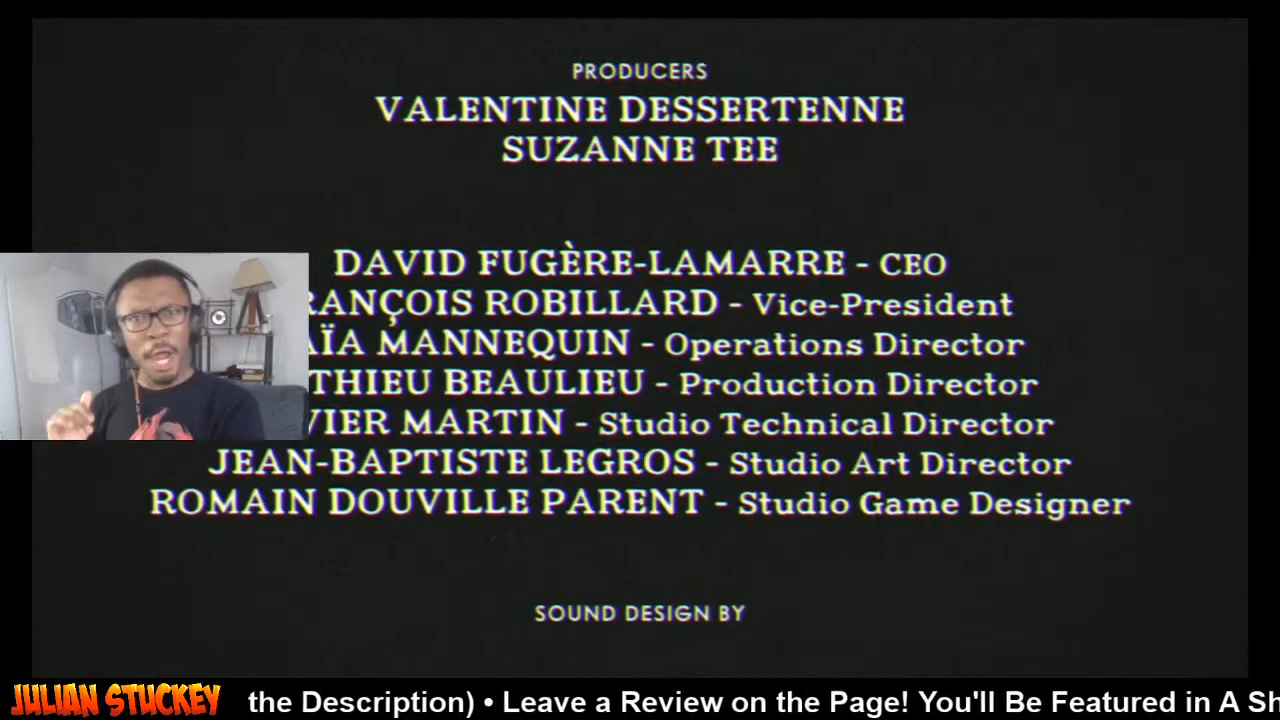 PRODUCERS
VALENTINE DESSERTENNE
SUZANNE TEE
DAVID FUGÈRE-LAMARRE - CEO
RANÇOIS ROBILLARD - Vice-President
AÏA MANNEQUIN - Operations Director
THIEU BEAULIEU - Production Director
VIER MARTIN - Studio Technical Director
JEAN-BAPTISTE LEGROS - Studio Art Director
ROMAIN DOUVILLE PARENT - Studio Game Designer
SOUND DESIGN BY
JULIAN STUCKEY the Description) • Leave a Review on the Page! You'll Be Featured in A Sh